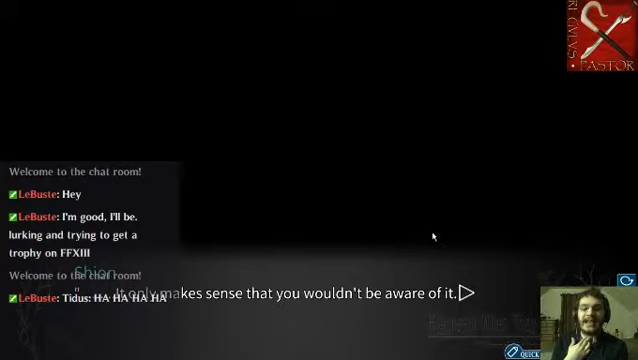 REGULVS
• PASTOR
Welcome to the chat room!
LeBuste: Hey
LeBuste: I'm good, I'll be.
lurking and trying to get a
trophy on FFXIII
Shion
Welcome to the chat room!
LeBuste: Tidus: HA HA HA HA
" It only makes sense that you wouldn't be aware of it.
QUICK